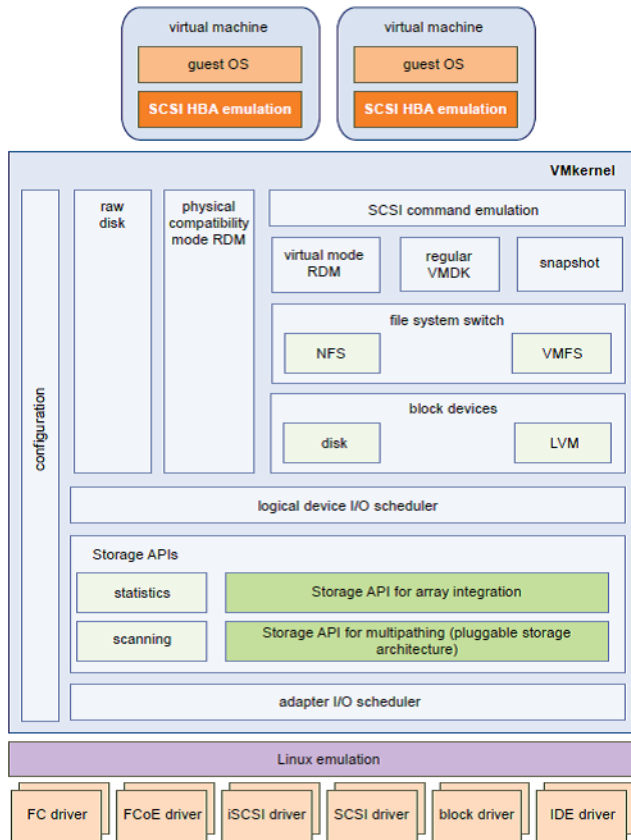 virtual machine
guest OS
SCSI HBA emulation
virtual machine
guest OS
SCSI HBA emulation
VMkernel
configuration
raw
disk
physical
compatibility
mode RDM
SCSI command emulation
virtual mode
RDM
regular
VMDK
snapshot
file system switch
NFS
VMFS
block devices
disk
LVM
logical device I/O scheduler
Storage APIs
statistics
Storage API for array integration
scanning
Storage API for multipathing (pluggable storage
architecture)
adapter I/O scheduler
Linux emulation
FC driver
FCoE driver
iSCSI driver
SCSI driver
block driver
IDE driver